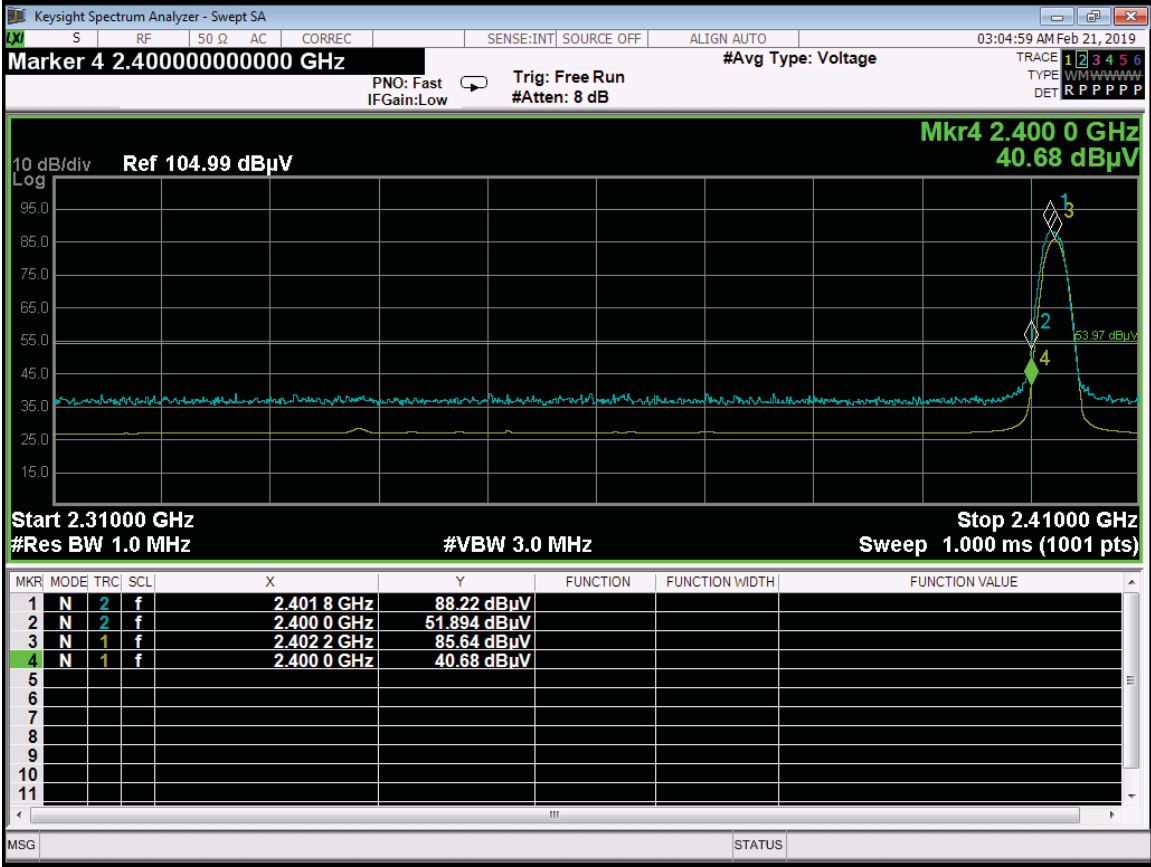 Keysight Spectrum Analyzer - Swept SA
LXI S RF 50 Ω AC CORREC SENSE:INT SOURCE OFF ALIGN AUTO 03:04:59 AM Feb 21, 2019
Marker 4 2.400000000000 GHz #Avg Type: Voltage TRACE 1 2 3 4 5 6
PNO: Fast Trig: Free Run TYPE WMWWWW
IFGain:Low #Atten: 8 dB DET R P P P P P
Mkr4 2.400 0 GHz
10 dB/div Ref 104.99 dBµV 40.68 dBµV
Log
95.0
1
3
85.0
75.0
65.0
2
55.0
53.97 dBµV
4
45.0
35.0
25.0
15.0
Start 2.31000 GHz Stop 2.41000 GHz
#Res BW 1.0 MHz #VBW 3.0 MHz Sweep 1.000 ms (1001 pts)
MKR MODE TRC SCL X Y FUNCTION FUNCTION WIDTH FUNCTION VALUE
1 N 2 f 2.401 8 GHz 88.22 dBµV
2 N 2 f 2.400 0 GHz 51.894 dBµV
3 N 1 f 2.402 2 GHz 85.64 dBµV
4 N 1 f 2.400 0 GHz 40.68 dBµV
5
6
7
8
9
10
11
MSG STATUS